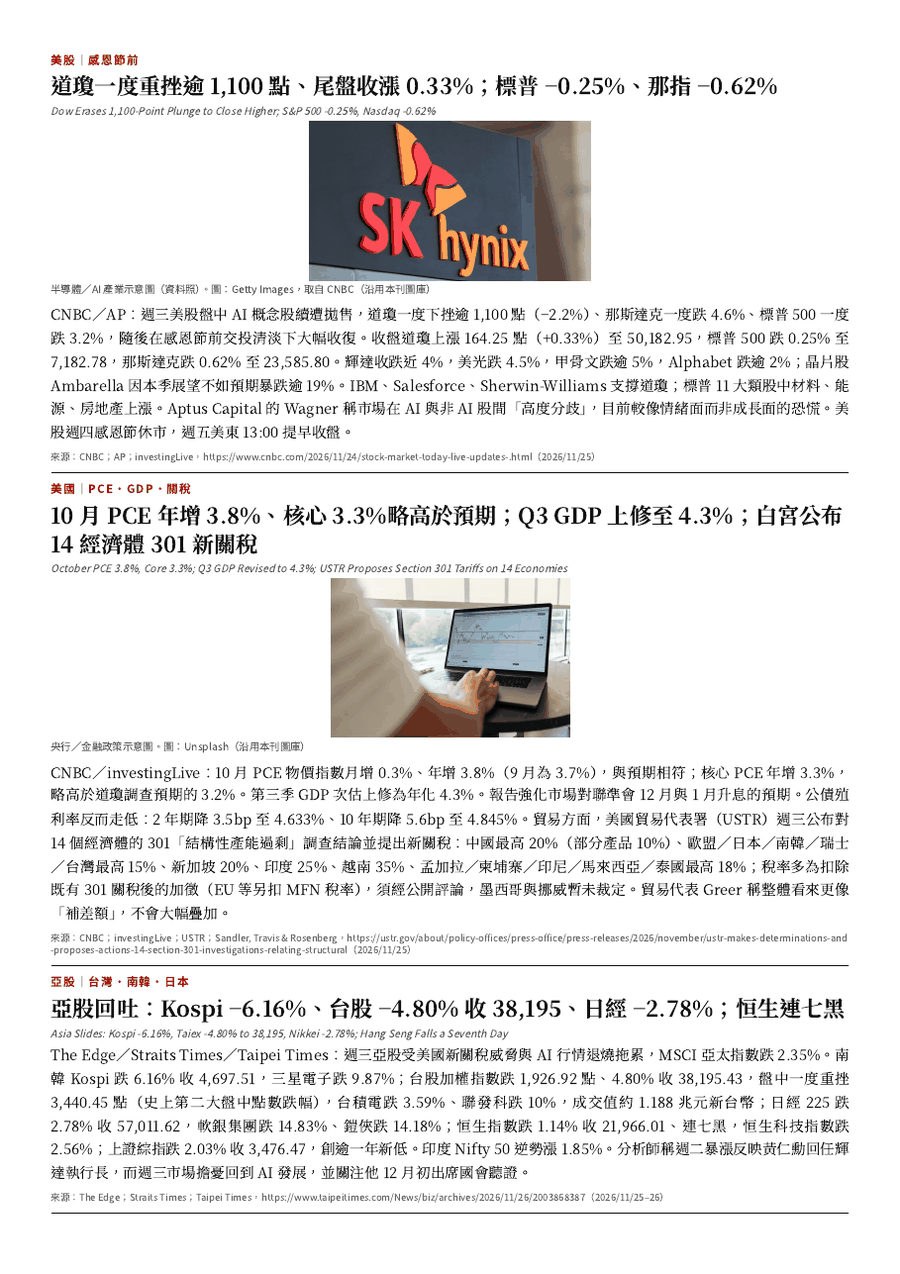 美股｜感恩節前
道瓊一度重挫逾 1,100 點、尾盤收漲 0.33%；標普 −0.25%、那指 −0.62%
Dow Erases 1,100-Point Plunge to Close Higher; S&P 500 -0.25%, Nasdaq -0.62%
SK hynix
半導體／AI 產業示意圖（資料照）。圖：Getty Images，取自 CNBC（沿用本刊圖庫）
CNBC／AP：週三美股盤中 AI 概念股續遭拋售，道瓊一度下挫逾 1,100 點（−2.2%）、那斯達克一度跌 4.6%、標普 500 一度
跌 3.2%，隨後在感恩節前交投清淡下大幅收復。收盤道瓊上漲 164.25 點（+0.33%）至 50,182.95，標普 500 跌 0.25% 至
7,182.78，那斯達克跌 0.62% 至 23,585.80。輝達收跌近 4%，美光跌 4.5%，甲骨文跌逾 5%，Alphabet 跌逾 2%；晶片股
Ambarella 因本季展望不如預期暴跌逾 19%。IBM、Salesforce、Sherwin-Williams 支撐道瓊；標普 11 大類股中材料、能
源、房地產上漲。Aptus Capital 的 Wagner 稱市場在 AI 與非 AI 股間「高度分歧」，目前較像情緒面而非成長面的恐慌。美
股週四感恩節休市，週五美東 13:00 提早收盤。
來源：CNBC；AP；investingLive，https://www.cnbc.com/2026/11/24/stock-market-today-live-updates-.html（2026/11/25）
美國｜PCE・GDP・關稅
10 月 PCE 年增 3.8%、核心 3.3%略高於預期；Q3 GDP 上修至 4.3%；白宮公布
14 經濟體 301 新關稅
October PCE 3.8%, Core 3.3%; Q3 GDP Revised to 4.3%; USTR Proposes Section 301 Tariffs on 14 Economies
央行／金融政策示意圖。圖：Unsplash（沿用本刊圖庫）
CNBC／investingLive：10 月 PCE 物價指數月增 0.3%、年增 3.8%（9 月為 3.7%），與預期相符；核心 PCE 年增 3.3%，
略高於道瓊調查預期的 3.2%。第三季 GDP 次估上修為年化 4.3%。報告強化市場對聯準會 12 月與 1 月升息的預期。公債殖
利率反而走低：2 年期降 3.5bp 至 4.633%、10 年期降 5.6bp 至 4.845%。貿易方面，美國貿易代表署（USTR）週三公布對
14 個經濟體的 301「結構性產能過剩」調查結論並提出新關稅：中國最高 20%（部分產品 10%）、歐盟／日本／南韓／瑞士
／台灣最高 15%、新加坡 20%、印度 25%、越南 35%、孟加拉／柬埔寨／印尼／馬來西亞／泰國最高 18%；稅率多為扣除
既有 301 關稅後的加徵（EU 等另扣 MFN 稅率），須經公開評論，墨西哥與挪威暫未裁定。貿易代表 Greer 稱整體看來更像
「補差額」，不會大幅疊加。
來源：CNBC；investingLive；USTR；Sandler, Travis & Rosenberg，https://ustr.gov/about/policy-offices/press-office/press-releases/2026/november/ustr-makes-determinations-and
-proposes-actions-14-section-301-investigations-relating-structural（2026/11/25）
亞股｜台灣・南韓・日本
亞股回吐：Kospi −6.16%、台股 −4.80% 收 38,195、日經 −2.78%；恒生連七黑
Asia Slides: Kospi -6.16%, Taiex -4.80% to 38,195, Nikkei -2.78%; Hang Seng Falls a Seventh Day
The Edge／Straits Times／Taipei Times：週三亞股受美國新關稅威脅與 AI 行情退燒拖累，MSCI 亞太指數跌 2.35%。南
韓 Kospi 跌 6.16% 收 4,697.51，三星電子跌 9.87%；台股加權指數跌 1,926.92 點、4.80% 收 38,195.43，盤中一度重挫
3,440.45 點（史上第二大盤中點數跌幅），台積電跌 3.59%、聯發科跌 10%，成交值約 1.188 兆元新台幣；日經 225 跌
2.78% 收 57,011.62，軟銀集團跌 14.83%、鎧俠跌 14.18%；恒生指數跌 1.14% 收 21,966.01、連七黑，恒生科技指數跌
2.56%；上證綜指跌 2.03% 收 3,476.47，創逾一年新低。印度 Nifty 50 逆勢漲 1.85%。分析師稱週二暴漲反映黃仁勳回任輝
達執行長，而週三市場擔憂回到 AI 發展，並關注他 12 月初出席國會聽證。
來源：The Edge；Straits Times；Taipei Times，https://www.taipeitimes.com/News/biz/archives/2026/11/26/2003868387（2026/11/25–26）